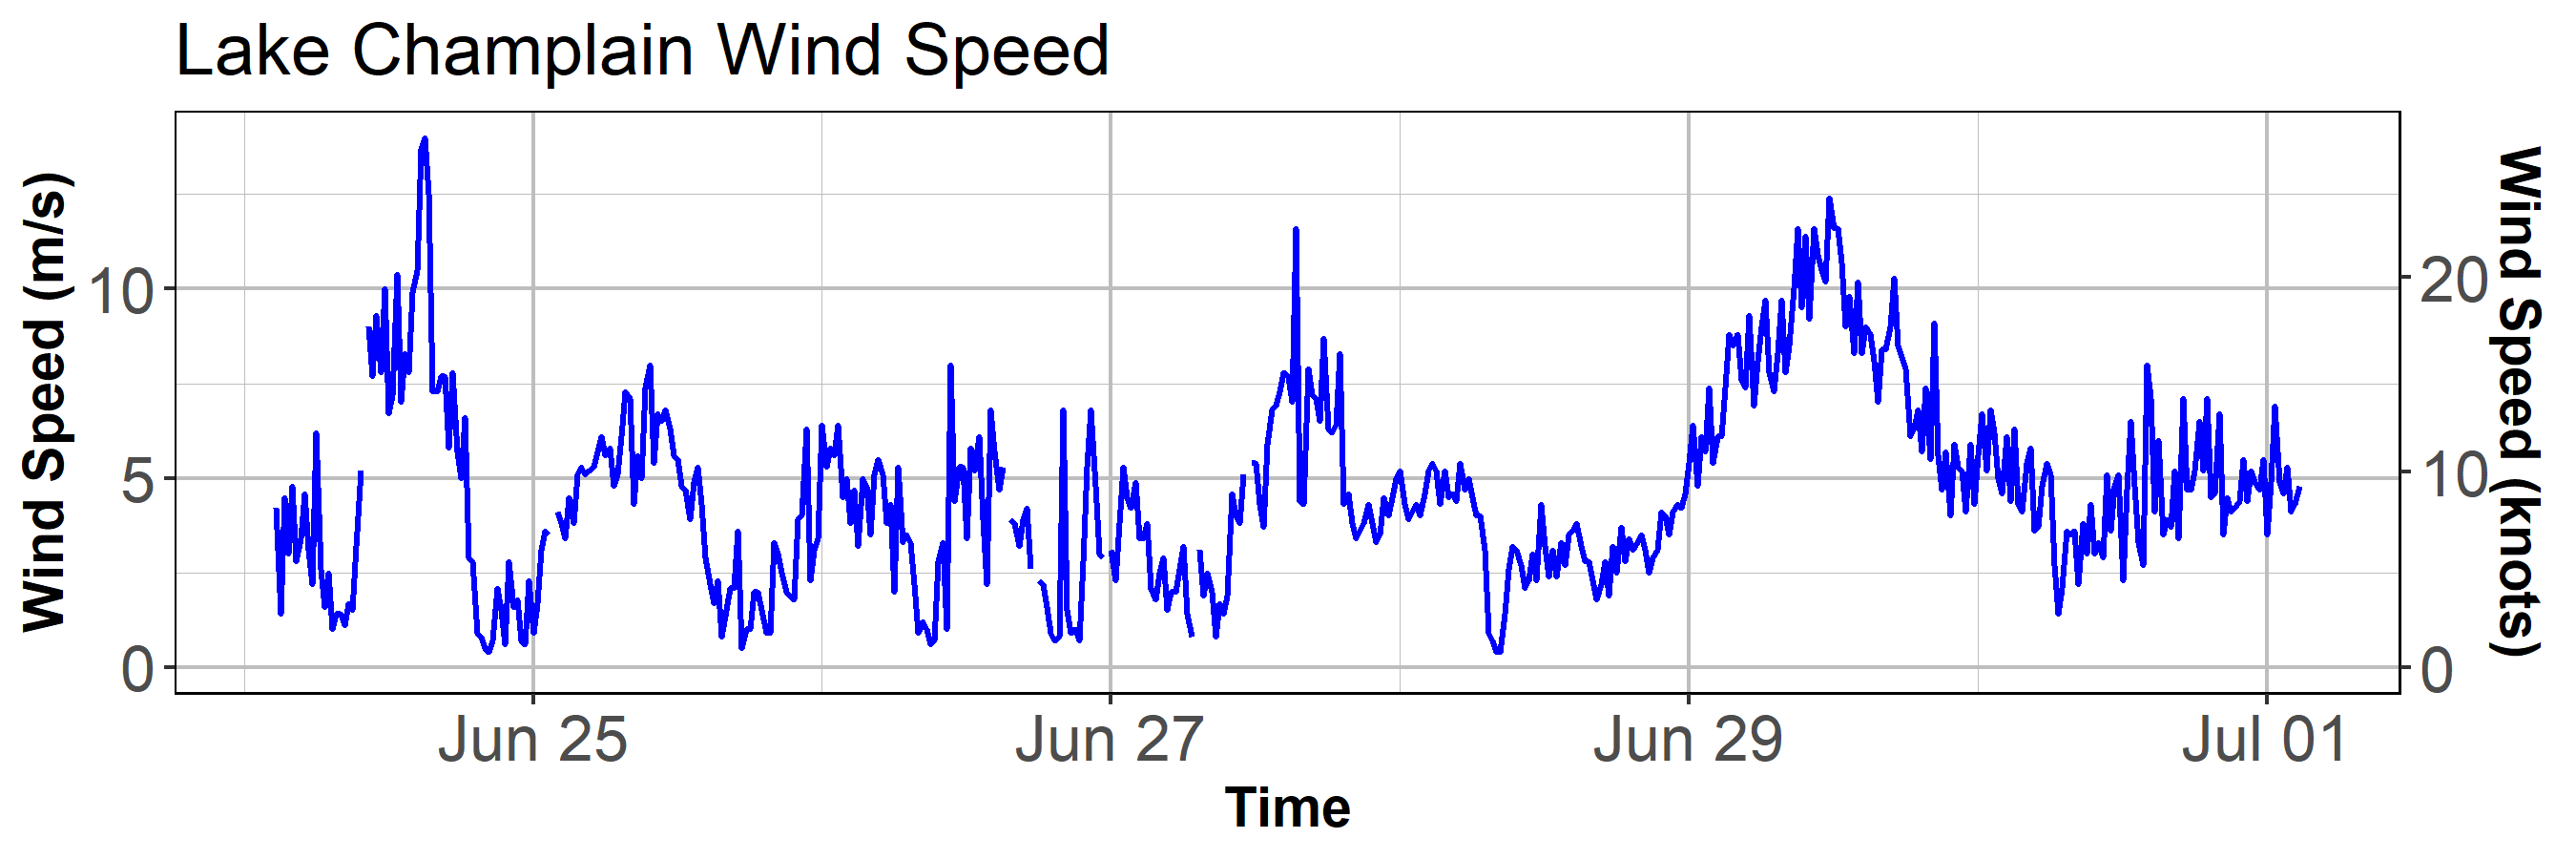 Lake Champlain Wind Speed
Wind Speed (m/s)
10
5
0
20
10
0
Wind Speed (knots)
Jun 25
Jun 27
Jun 29
Jul 01
Time